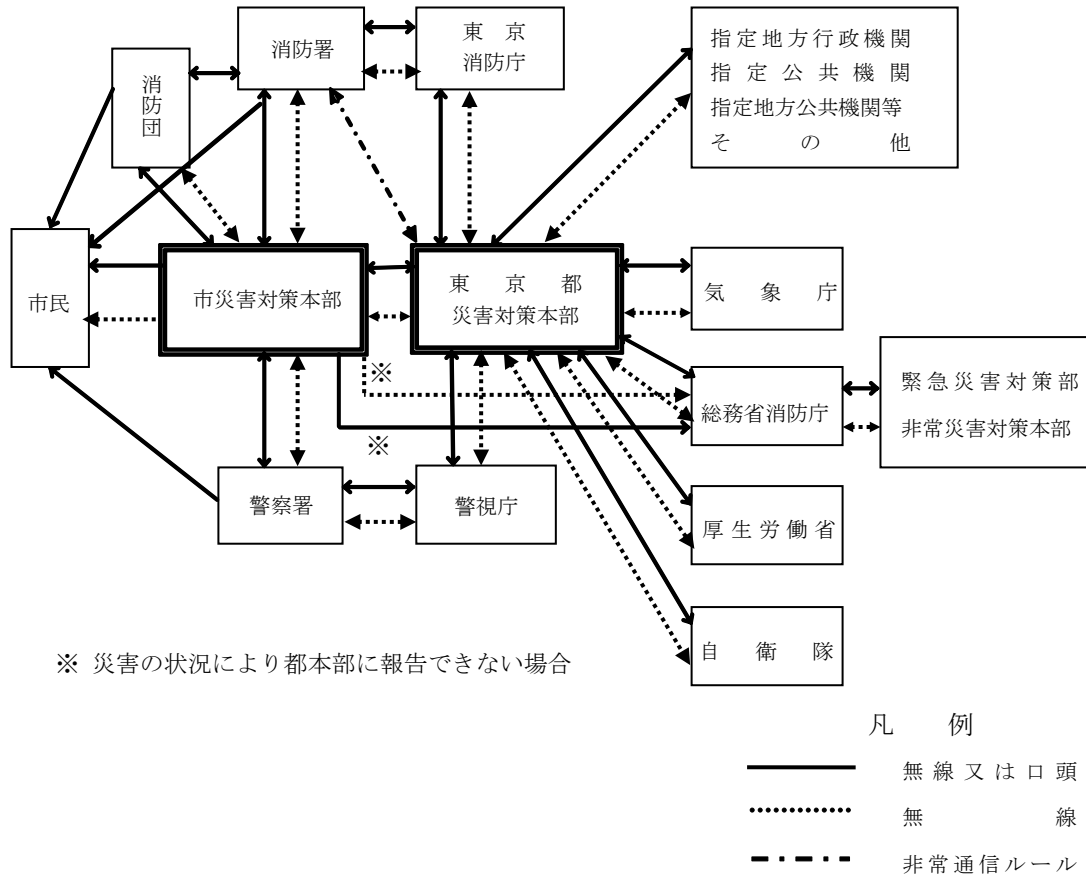 消防署
東京
消防庁
指定地方行政機関
指定公共機関
指定地方公共機関等
その他
消防団
市民
市災害対策本部
東京都
災害対策本部
気象庁
※
※
総務省消防庁
緊急災害対策部
非常災害対策本部
警察署
警視庁
厚生労働省
自衛隊
※ 災害の状況により都本部に報告できない場合
凡 例
無線又は口頭
無線
非常通信ルール